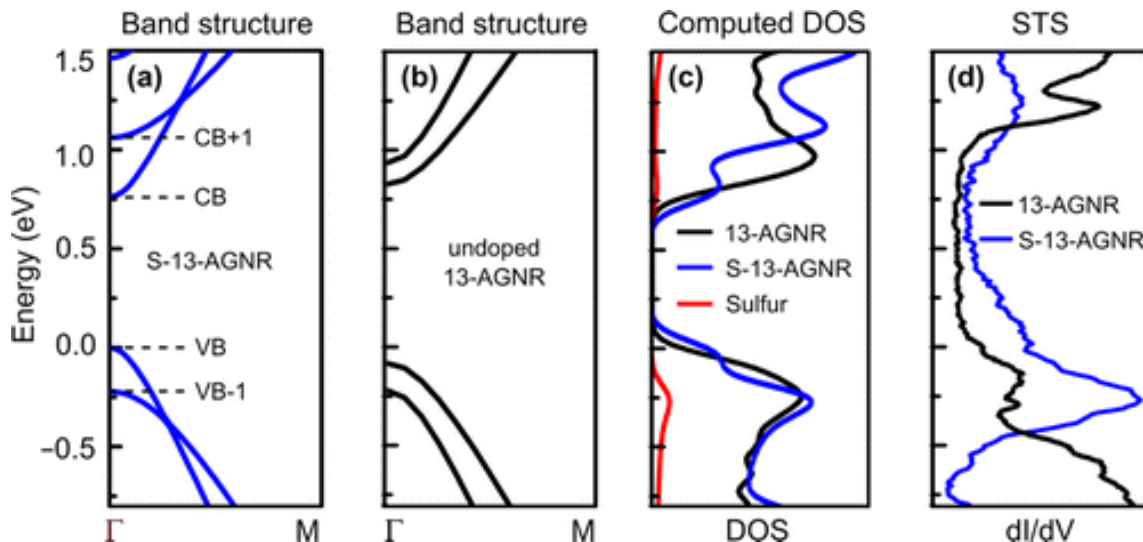 Band structure
Band structure
Computed DOS
STS
Energy (eV)
1.5
1.0
0.5
0.0
−0.5
(a)
CB+1
CB
S-13-AGNR
VB
VB-1
Γ
M
(b)
undoped
13-AGNR
Γ
M
(c)
13-AGNR
S-13-AGNR
Sulfur
DOS
(d)
13-AGNR
S-13-AGNR
dI/dV